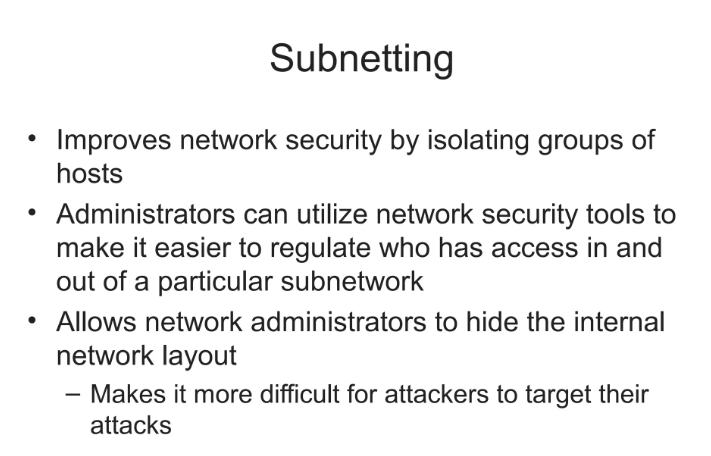 Subnetting
• Improves network security by isolating groups of
hosts
• Administrators can utilize network security tools to
make it easier to regulate who has access in and
out of a particular subnetwork
• Allows network administrators to hide the internal
network layout
– Makes it more difficult for attackers to target their
attacks